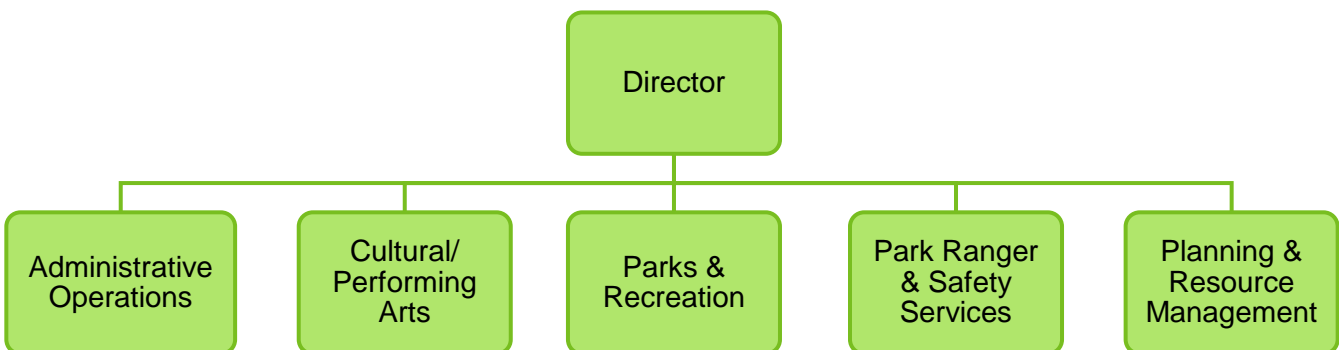 Director
Administrative
Operations
Cultural/
Performing
Arts
Parks &
Recreation
Park Ranger
& Safety
Services
Planning &
Resource
Management